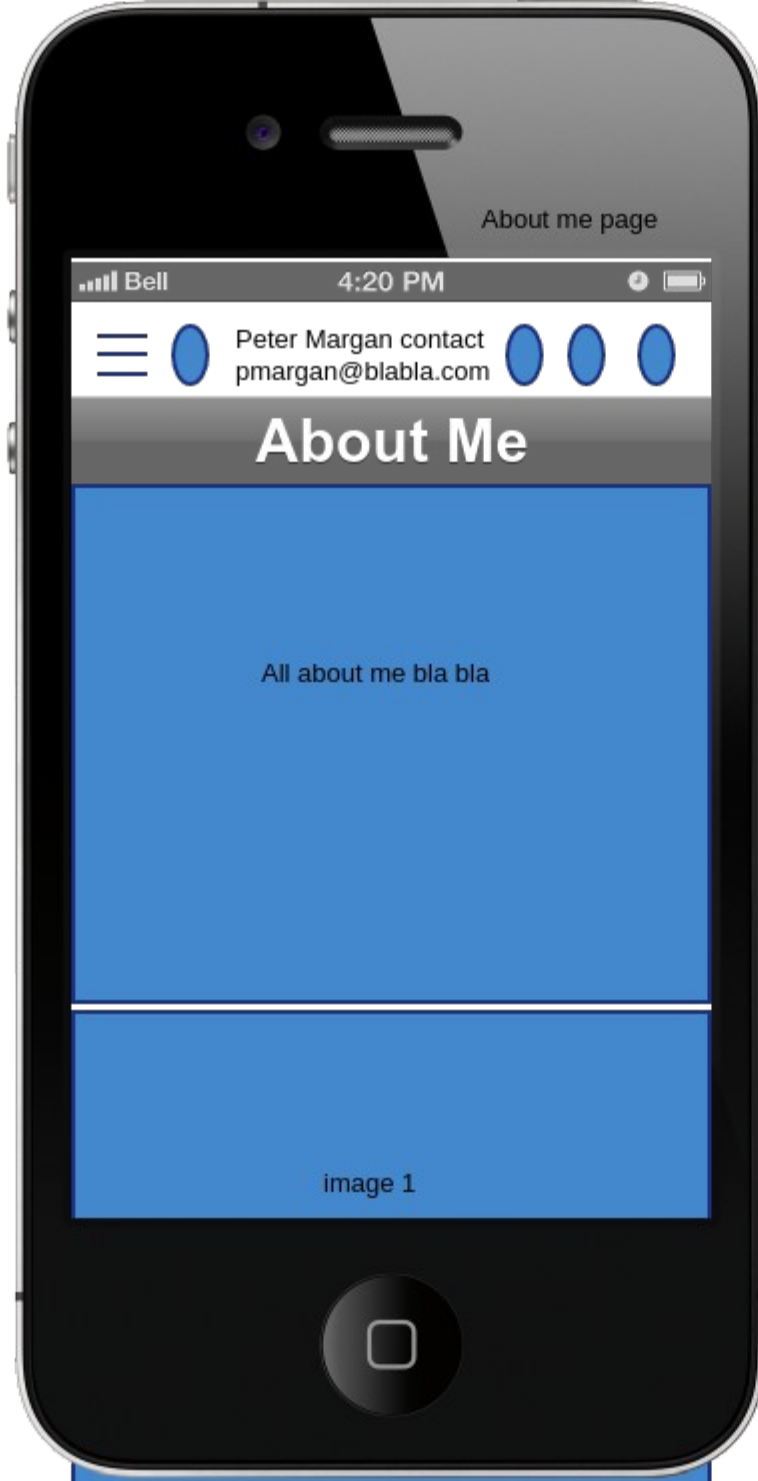 About me page
Bell 4:20 PM
Peter Margan contact
pmargan@blabla.com
About Me
All about me bla bla
image 1